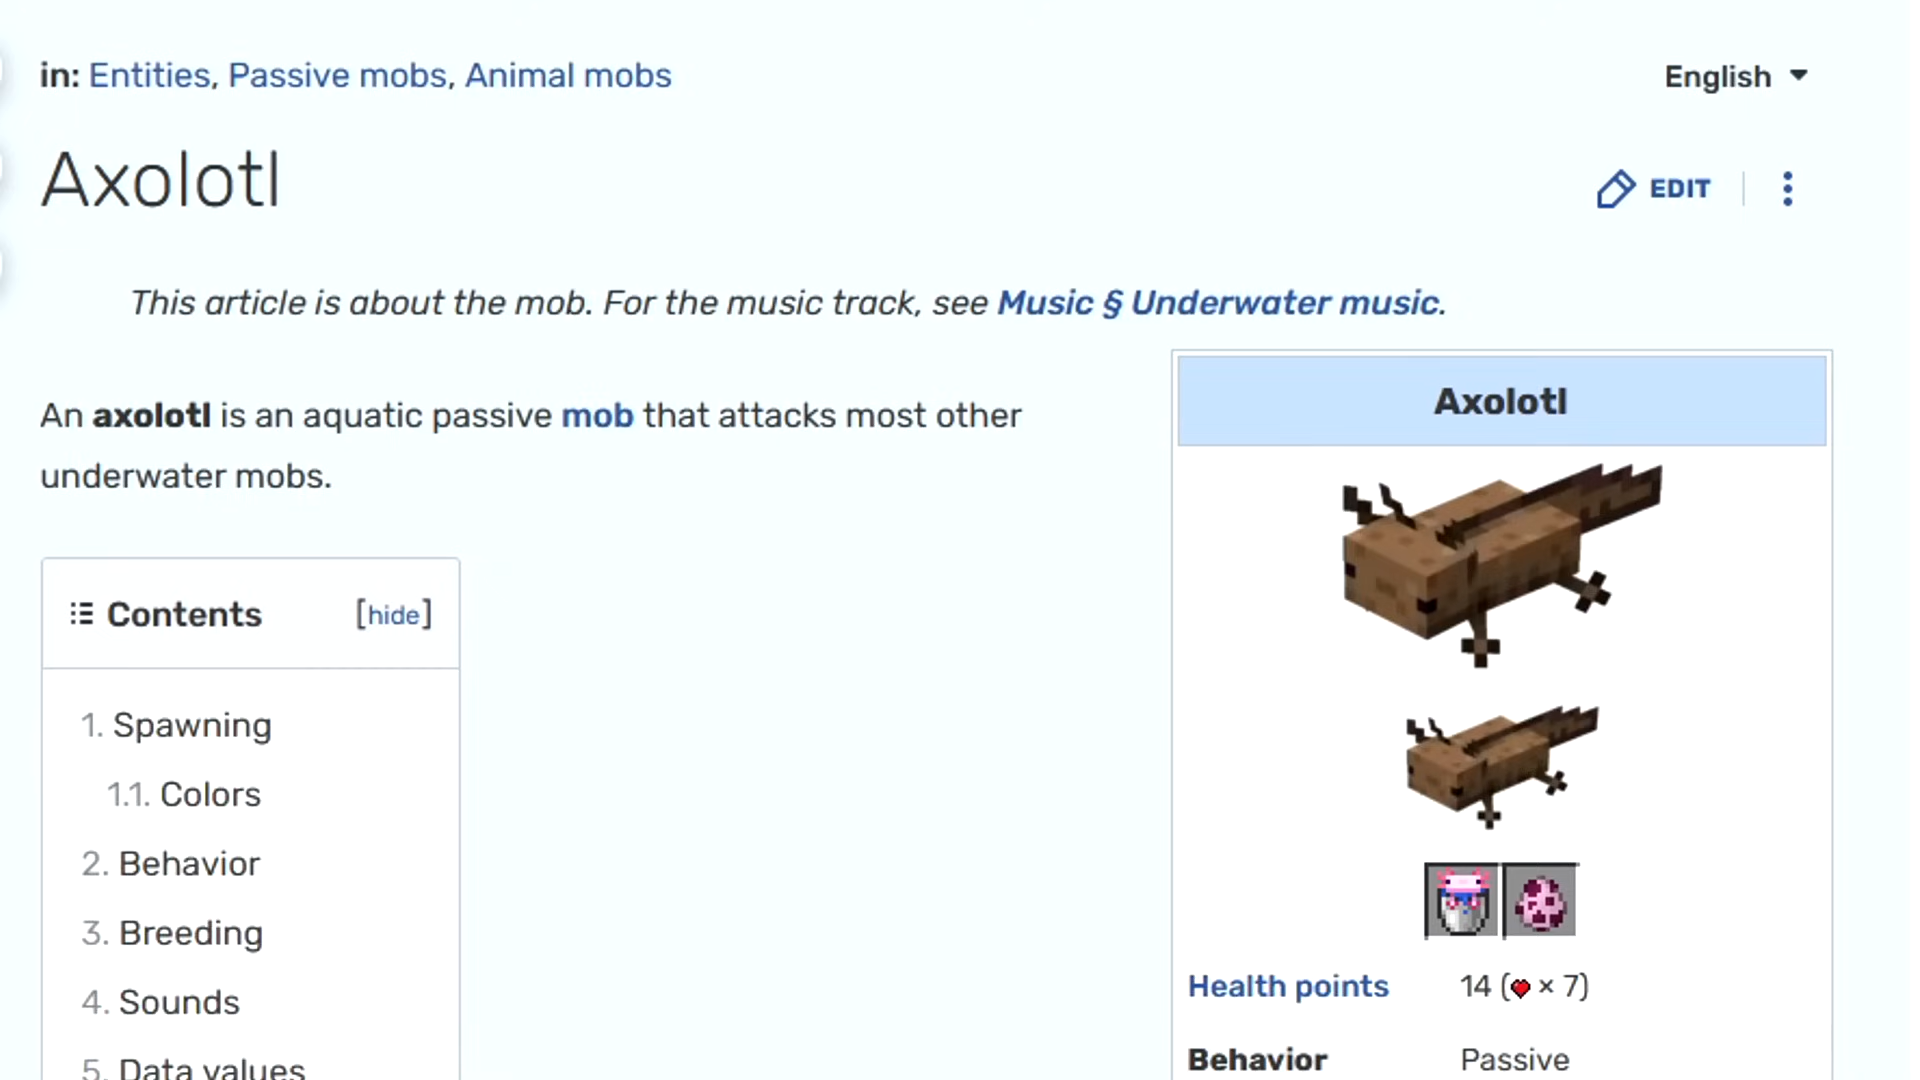 in: Entities, Passive mobs, Animal mobs
English
Axolotl
EDIT
This article is about the mob. For the music track, see Music § Underwater music.
An axolotl is an aquatic passive mob that attacks most other
underwater mobs.
Contents [hide]
1. Spawning
1.1. Colors
2. Behavior
3. Breeding
4. Sounds
5. Data values
Axolotl
Health points 14 (❤ × 7)
Behavior Passive